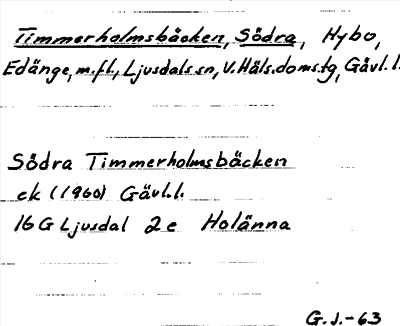 Timmerholmsbäcken, Södra, Hybo,
Edänge, m.fl., Ljusdals sn, V. Häls. doms. tg, Gävl. l.
Södra Timmerholmsbäcken
ek (1960) Gävl. l.
16 G Ljusdal 2 e Holänna
G. J. -63